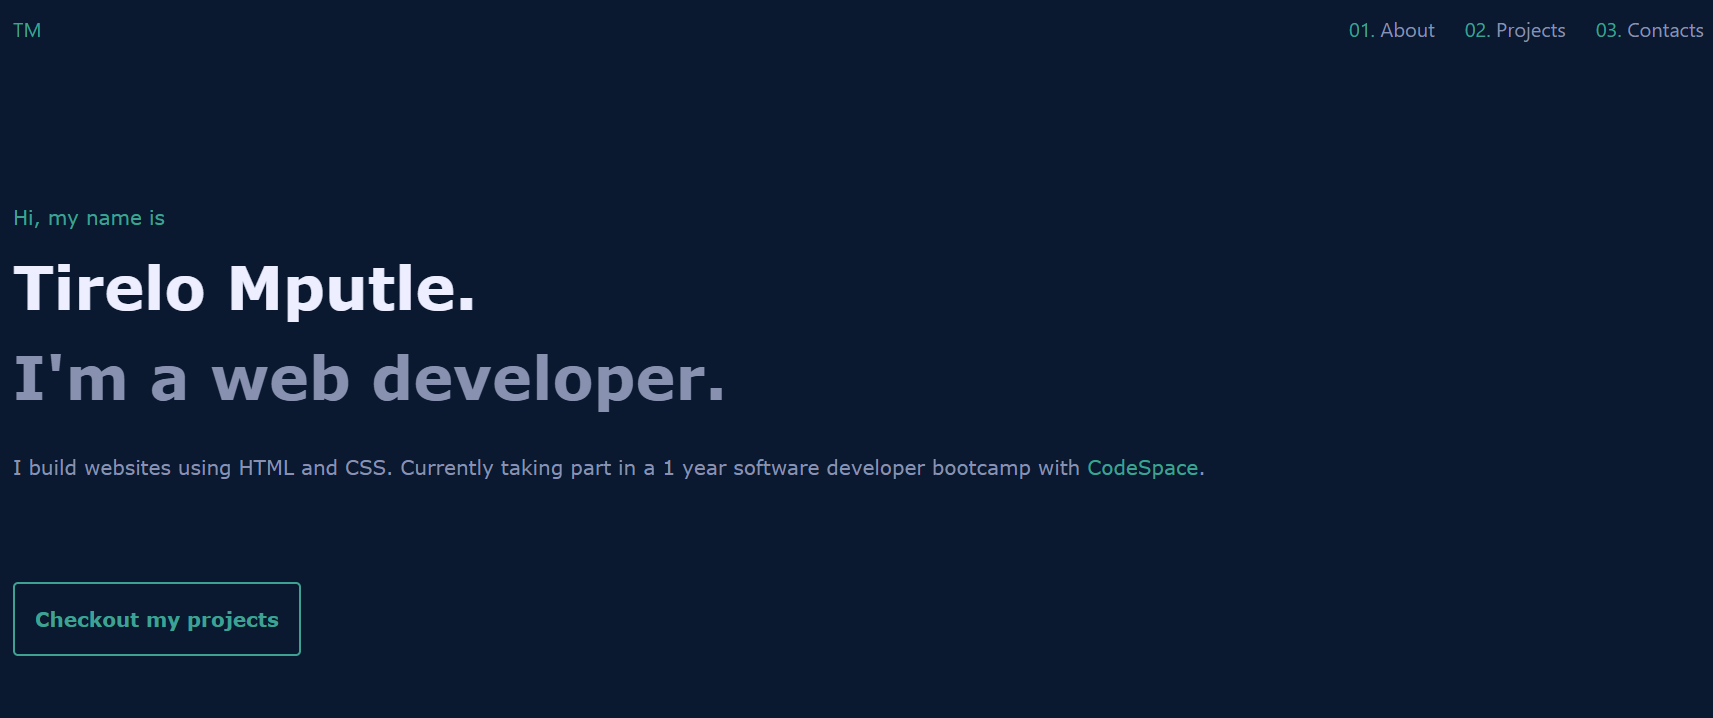 TM
01. About 02. Projects 03. Contacts
Hi, my name is
Tirelo Mputle.
I'm a web developer.
I build websites using HTML and CSS. Currently taking part in a 1 year software developer bootcamp with CodeSpace.
Checkout my projects